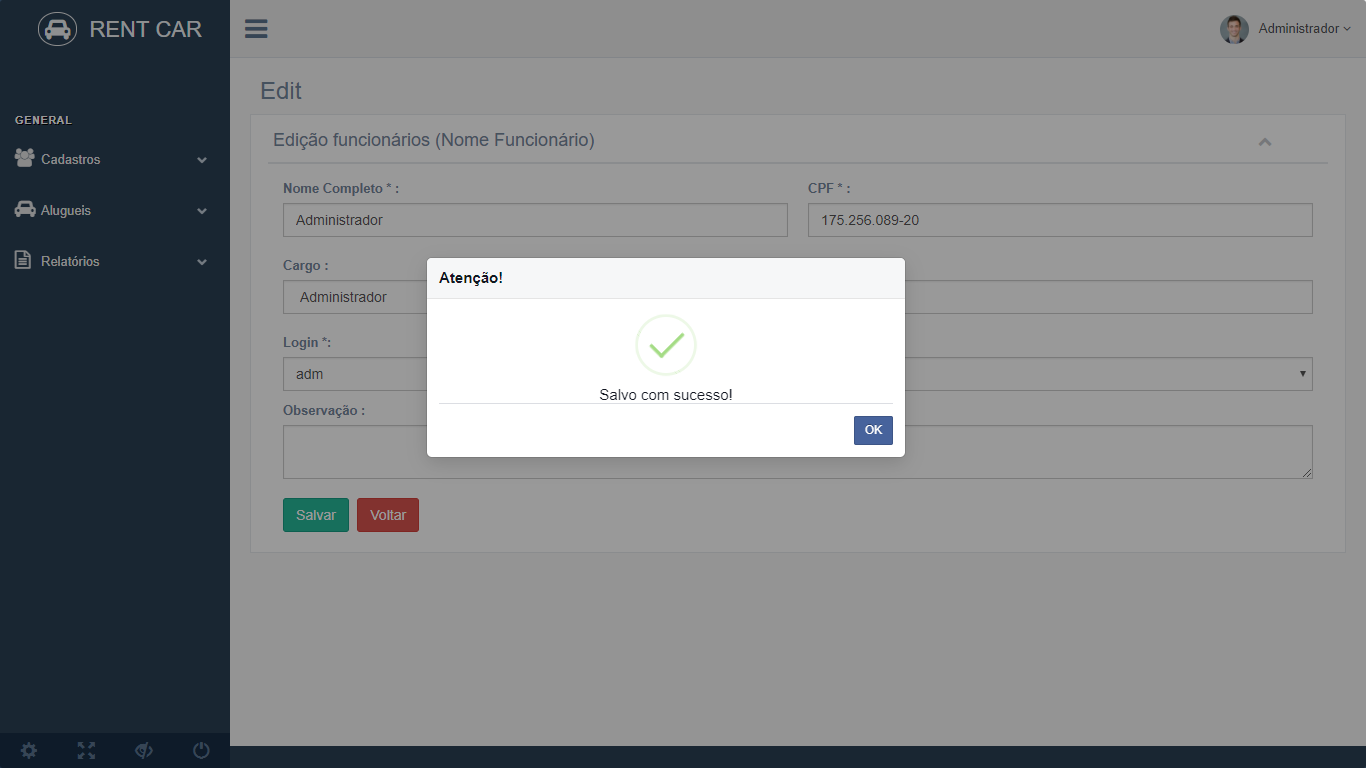 RENT CAR
Administrador
GENERAL
Cadastros
Alugueis
Relatórios
Edit
Edição funcionários (Nome Funcionário)
Nome Completo * :
CPF * :
Administrador
175.256.089-20
Cargo :
Administrador
Login *:
adm
Observação :
Atenção!
Salvo com sucesso!
OK
Salvar
Voltar